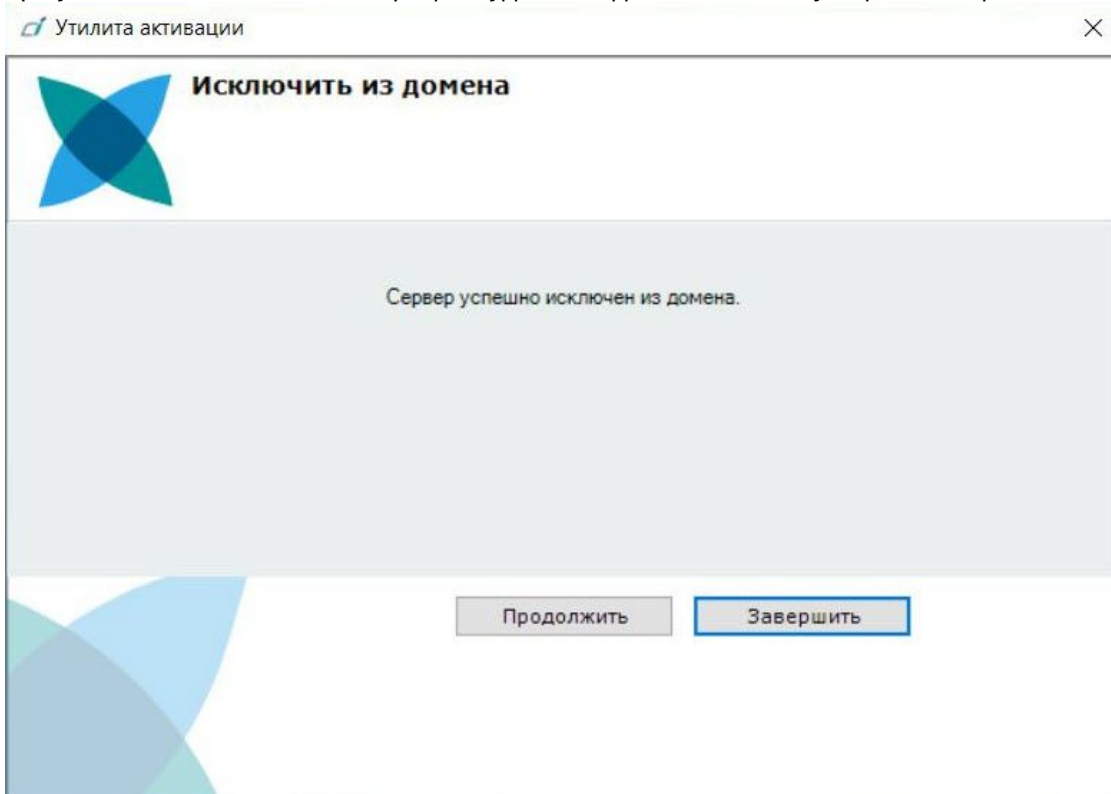 Утилита активации
Исключить из домена
Сервер успешно исключен из домена.
Продолжить
Завершить